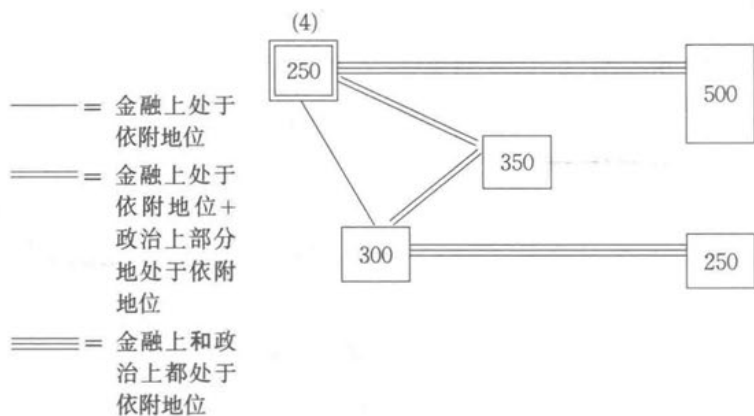 (4)
250
500
350
300
250
—— = 金融上处于
依附地位
══ = 金融上处于
依附地位+
政治上部分
地处于依附
地位
≡≡ = 金融上和政
治上都处于
依附地位